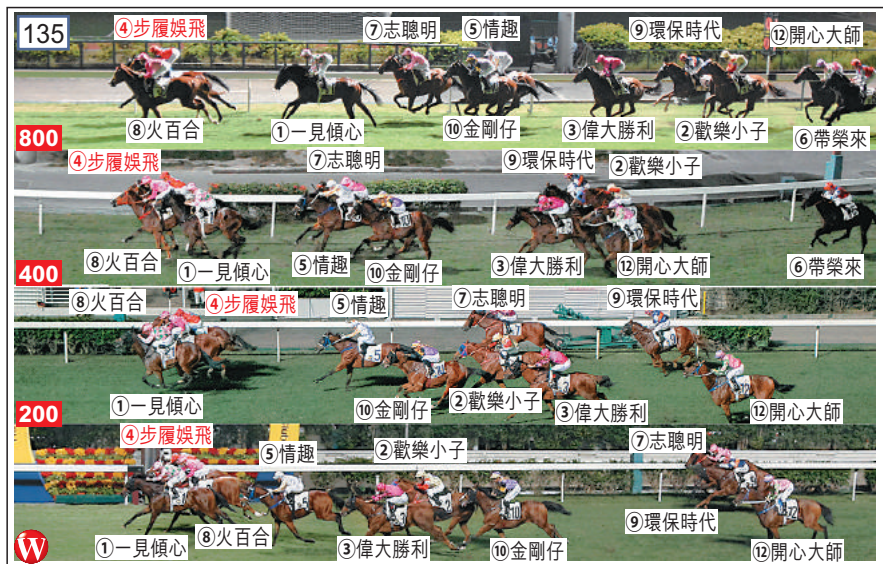 135
④步履娛飛 ⑦志聰明 ⑤情趣 ⑨環保時代 ⑫開心大師
800 ⑧火百合 ①一見傾心 ⑩金剛仔 ③偉大勝利 ②歡樂小子 ⑥帶榮來
④步履娛飛 ⑦志聰明 ⑨環保時代 ②歡樂小子
400 ⑧火百合 ①一見傾心 ⑤情趣 ⑩金剛仔 ③偉大勝利 ⑫開心大師 ⑥帶榮來
⑧火百合 ④步履娛飛 ⑤情趣 ⑦志聰明 ⑨環保時代
200 ①一見傾心 ⑩金剛仔 ②歡樂小子 ③偉大勝利 ⑫開心大師
④步履娛飛 ⑤情趣 ②歡樂小子 ⑦志聰明
W ①一見傾心 ⑧火百合 ③偉大勝利 ⑩金剛仔 ⑨環保時代 ⑫開心大師